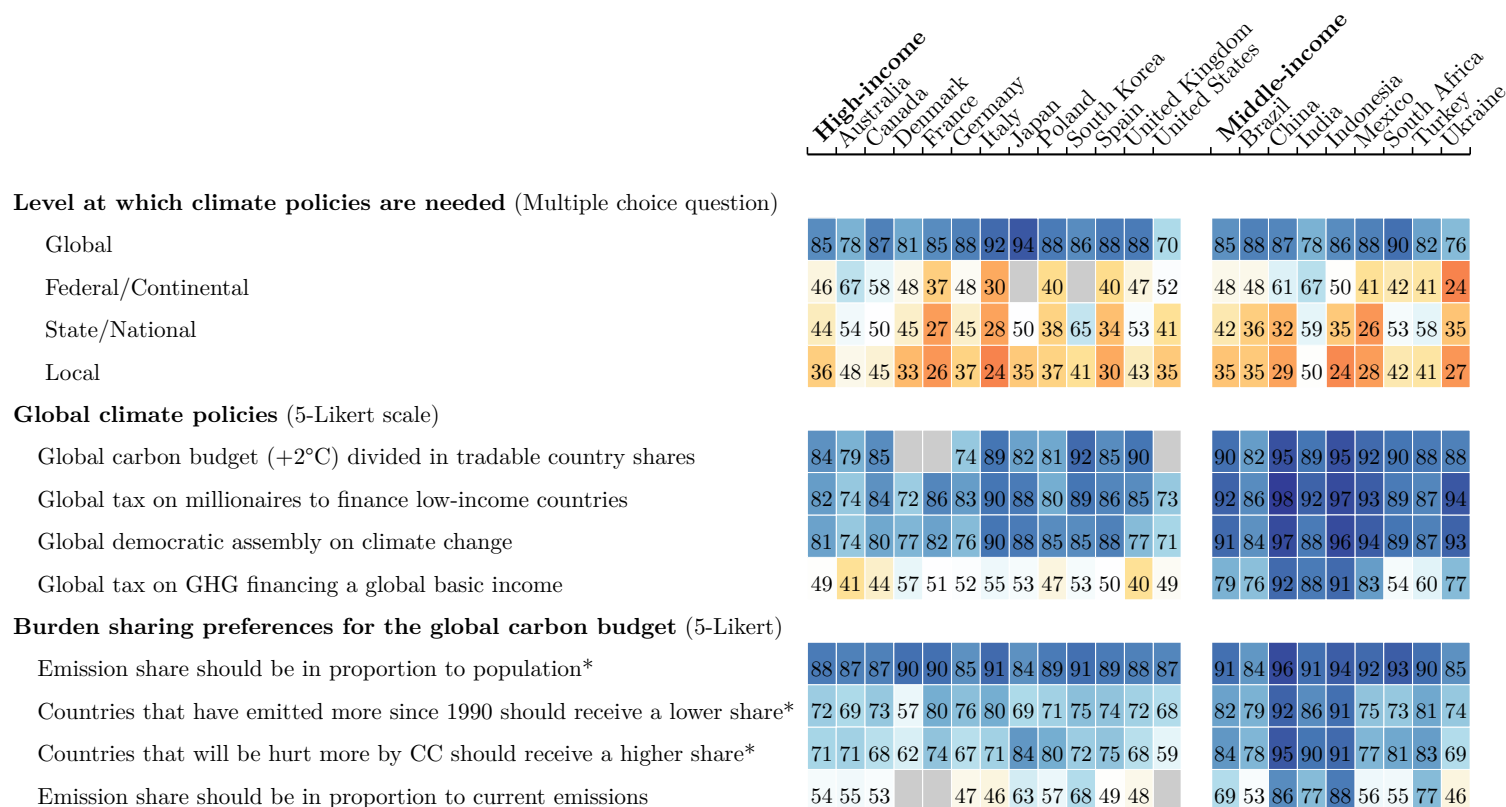 High-income Australia Canada Denmark France Germany Italy Japan Poland South Korea Spain United Kingdom United States Middle-income Brazil China India Indonesia Mexico South Africa Turkey Ukraine
Level at which climate policies are needed (Multiple choice question)
Global 85 78 87 81 85 88 92 94 88 86 88 88 70 85 88 87 78 86 88 90 82 76
Federal/Continental 46 67 58 48 37 48 30 40 40 47 52 48 48 61 67 50 41 42 41 24
State/National 44 54 50 45 27 45 28 50 38 65 34 53 41 42 36 32 59 35 26 53 58 35
Local 36 48 45 33 26 37 24 35 37 41 30 43 35 35 35 29 50 24 28 42 41 27
Global climate policies (5-Likert scale)
Global carbon budget (+2°C) divided in tradable country shares 84 79 85 74 89 82 81 92 85 90 90 82 95 89 95 92 90 88 88
Global tax on millionaires to finance low-income countries 82 74 84 72 86 83 90 88 80 89 86 85 73 92 86 98 92 97 93 89 87 94
Global democratic assembly on climate change 81 74 80 77 82 76 90 88 85 85 88 77 71 91 84 97 88 96 94 89 87 93
Global tax on GHG financing a global basic income 49 41 44 57 51 52 55 53 47 53 50 40 49 79 76 92 88 91 83 54 60 77
Burden sharing preferences for the global carbon budget (5-Likert)
Emission share should be in proportion to population* 88 87 87 90 90 85 91 84 89 91 89 88 87 91 84 96 91 94 92 93 90 85
Countries that have emitted more since 1990 should receive a lower share* 72 69 73 57 80 76 80 69 71 75 74 72 68 82 79 92 86 91 75 73 81 74
Countries that will be hurt more by CC should receive a higher share* 71 71 68 62 74 67 71 84 80 72 75 68 59 84 78 95 90 91 77 81 83 69
Emission share should be in proportion to current emissions 54 55 53 47 46 63 57 68 49 48 69 53 86 77 88 56 55 77 46